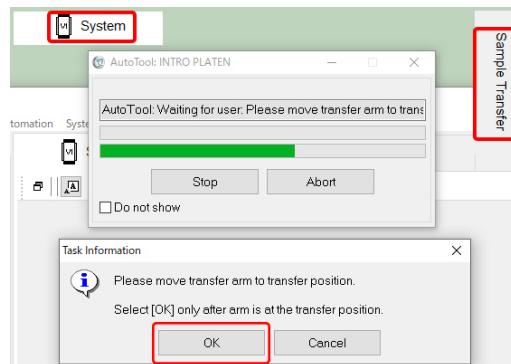 System
Sample Transfer
AutoTool: INTRO PLATEN
AutoTool: Waiting for user: Please move transfer arm to trans
tomation Syste
Stop
Abort
Do not show
Task Information
Please move transfer arm to transfer position.
Select [OK] only after arm is at the transfer position.
OK
Cancel